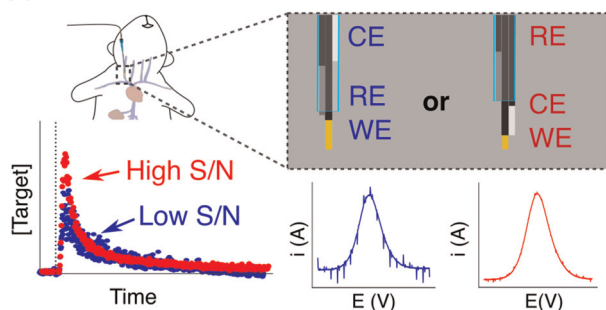 CE
RE
WE
or
RE
CE
WE
[Target]
High S/N
Low S/N
Time
i (A)
E (V)
i (A)
E(V)